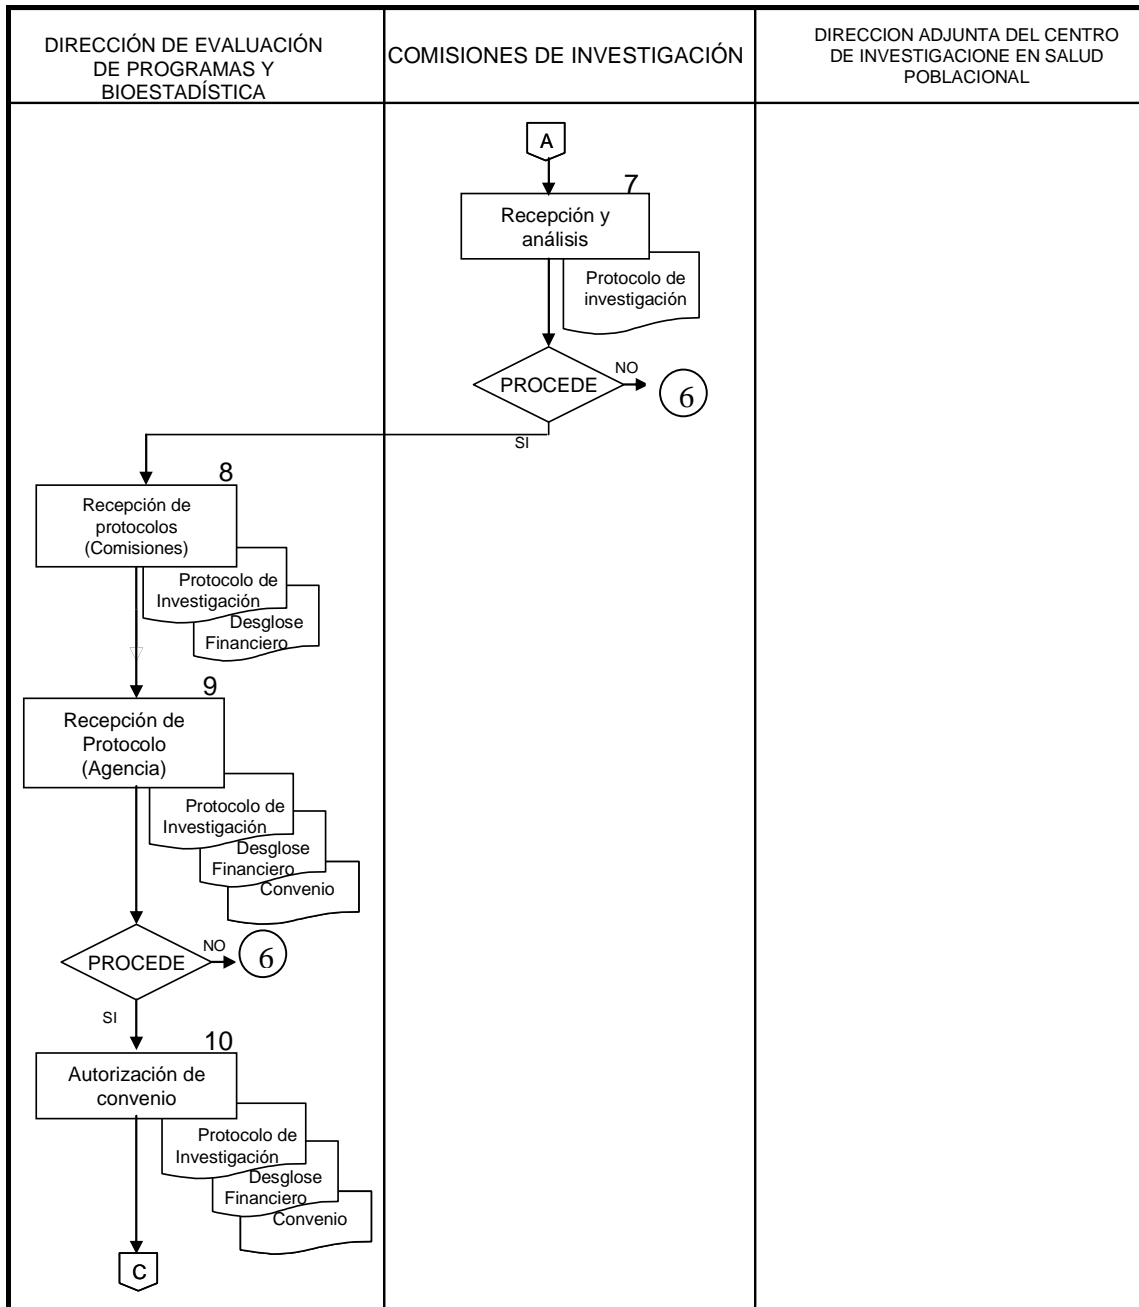 DIRECCIÓN DE EVALUACIÓN
DE PROGRAMAS Y
BIOESTADÍSTICA
COMISIONES DE INVESTIGACIÓN
DIRECCION ADJUNTA DEL CENTRO
DE INVESTIGACIONE EN SALUD
POBLACIONAL
A
7
Recepción y
análisis
Protocolo de
investigación
PROCEDE
NO
6
SI
8
Recepción de
protocolos
(Comisiones)
Protocolo de
Investigación
Desglose
Financiero
9
Recepción de
Protocolo
(Agencia)
Protocolo de
Investigación
Desglose
Financiero
Convenio
PROCEDE
NO
6
SI
10
Autorización de
convenio
Protocolo de
Investigación
Desglose
Financiero
Convenio
C